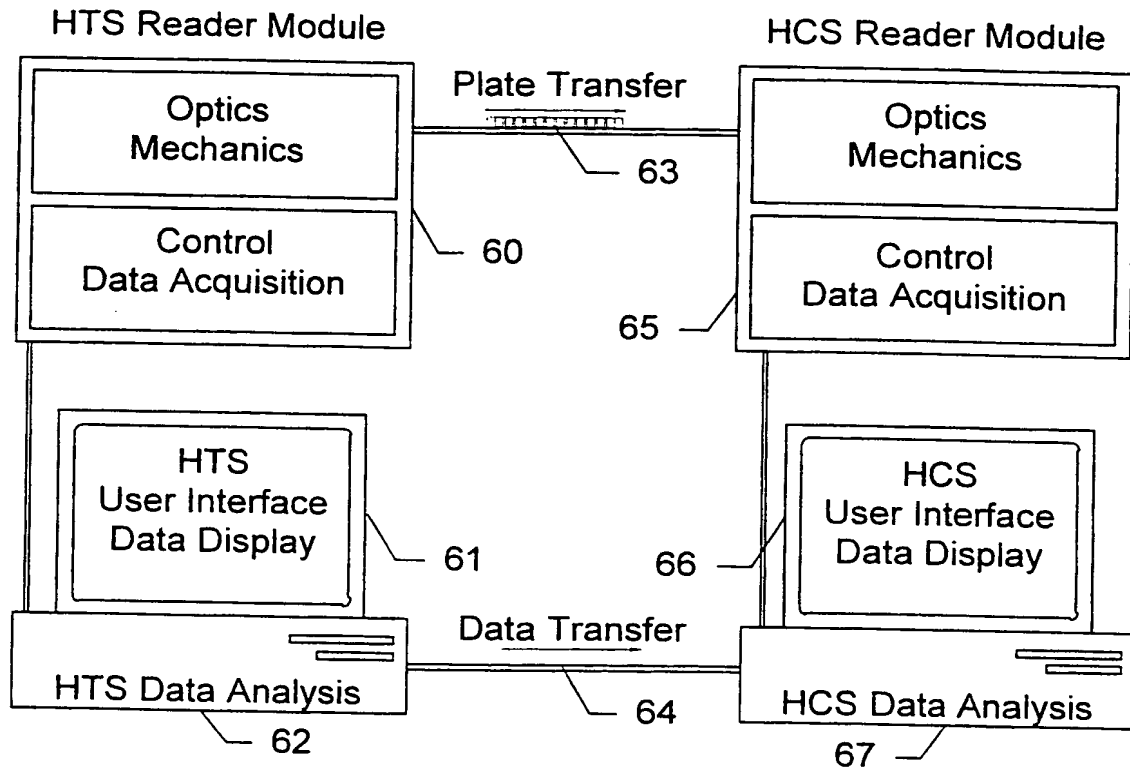 HTS Reader Module
HCS Reader Module
Optics
Mechanics
Plate Transfer
Optics
Mechanics
63
Control
Data Acquisition
60
Control
Data Acquisition
65
HTS
User Interface
Data Display
61
HCS
User Interface
Data Display
66
Data Transfer
HTS Data Analysis
64
HCS Data Analysis
62
67